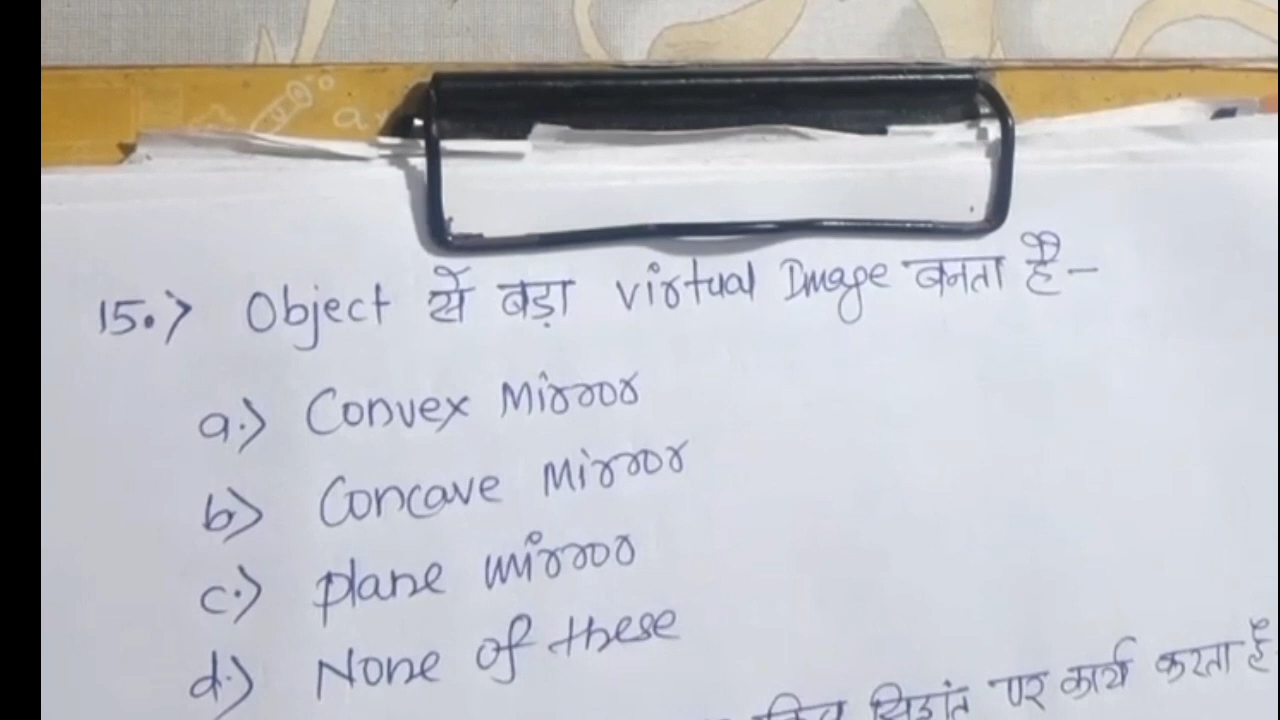 15.> Object से बड़ा virtual Image बनता है -
a.> Convex Mirror
b> Concave Mirror
c.> plane mirror
d.> None of these
सिद्धांत पर कार्य करता है